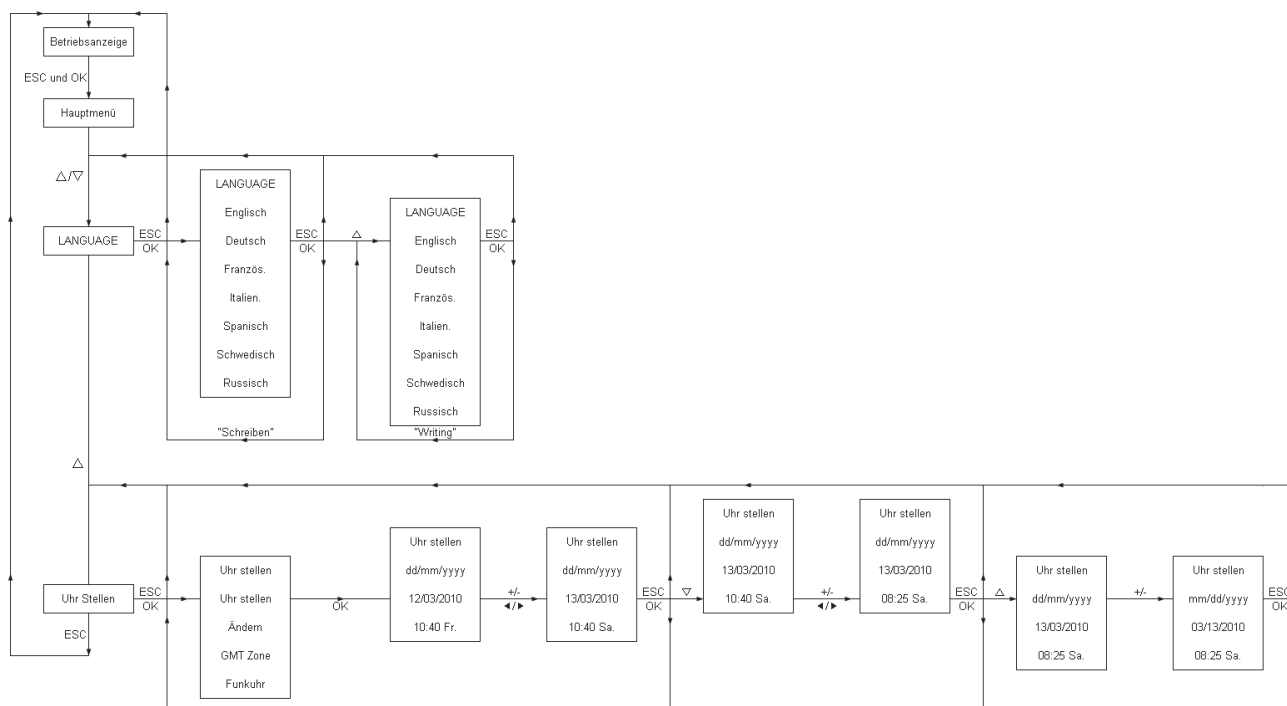 Betriebsanzeige
ESC und OK
Hauptmenü
△/▽
LANGUAGE
ESC
OK
LANGUAGE
Englisch
Deutsch
Französ.
Italien.
Spanisch
Schwedisch
Russisch
"Schreiben"
ESC
OK
△
LANGUAGE
Englisch
Deutsch
Französ.
Italien.
Spanisch
Schwedisch
Russisch
"Writing"
ESC
OK
△
Uhr Stellen
ESC
ESC
OK
Uhr stellen
Uhr stellen
Ändern
GMT Zone
Funkuhr
OK
Uhr stellen
dd/mm/yyyy
12/03/2010
10:40 Fr.
+/-
◄/►
Uhr stellen
dd/mm/yyyy
13/03/2010
10:40 Sa.
ESC
OK
▽
Uhr stellen
dd/mm/yyyy
13/03/2010
10:40 Sa.
+/-
◄/►
Uhr stellen
dd/mm/yyyy
13/03/2010
08:25 Sa.
ESC
OK
△
Uhr stellen
dd/mm/yyyy
13/03/2010
08:25 Sa.
+/-
Uhr stellen
mm/dd/yyyy
03/13/2010
08:25 Sa.
ESC
OK